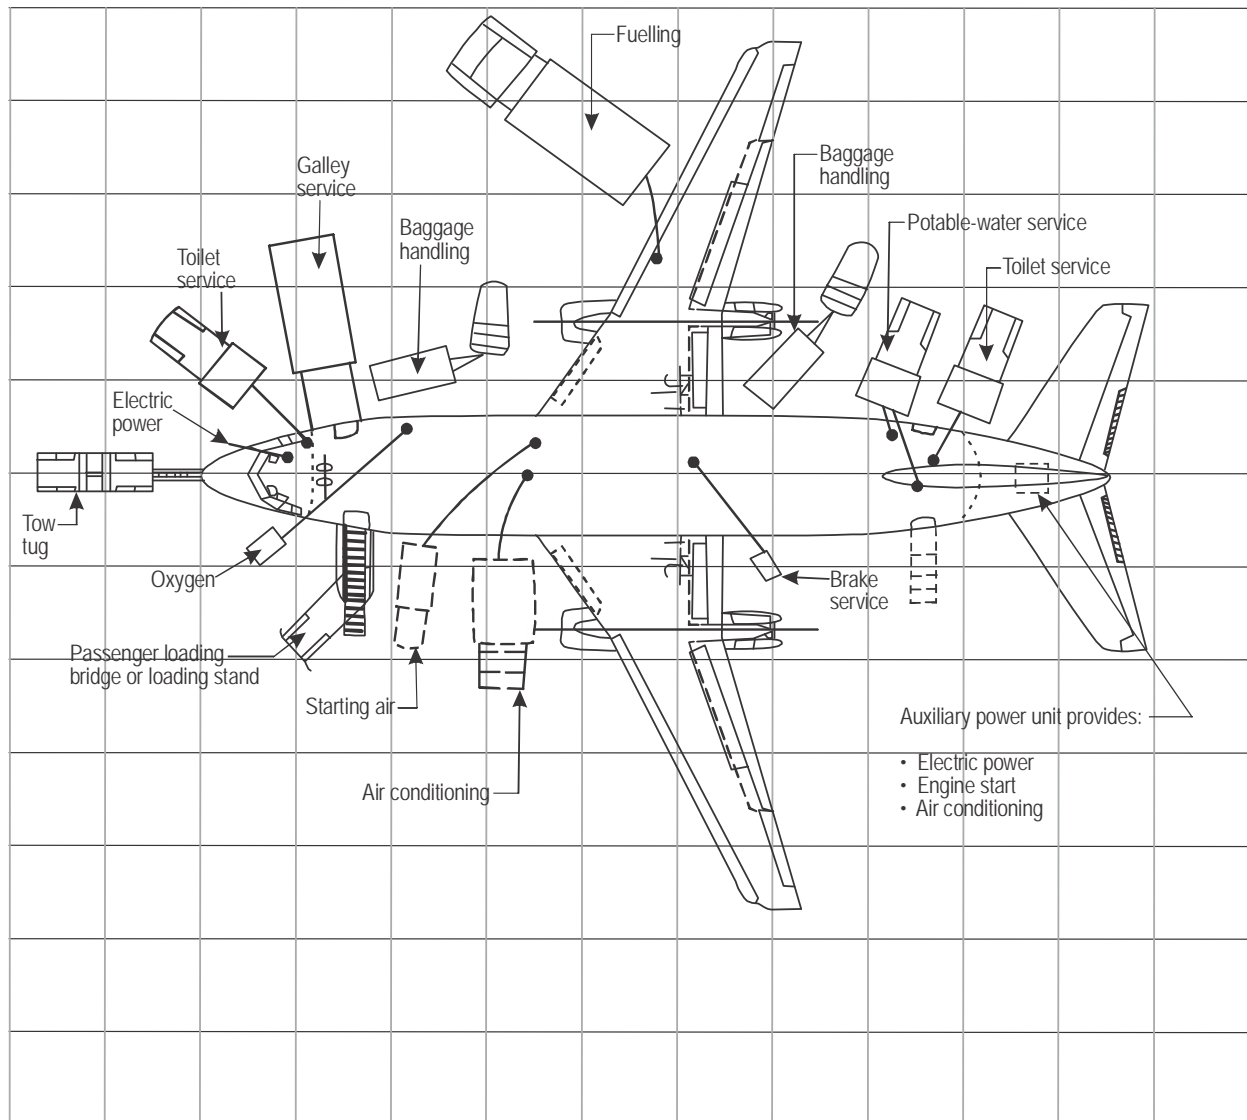 Fuelling
Galley
service
Baggage
handling
Baggage
handling
Potable-water service
Toilet
service
Toilet service
Electric
power
Tow
tug
Oxygen
Brake
service
Passenger loading
bridge or loading stand
Starting air
Air conditioning
Auxiliary power unit provides:
• Electric power
• Engine start
• Air conditioning